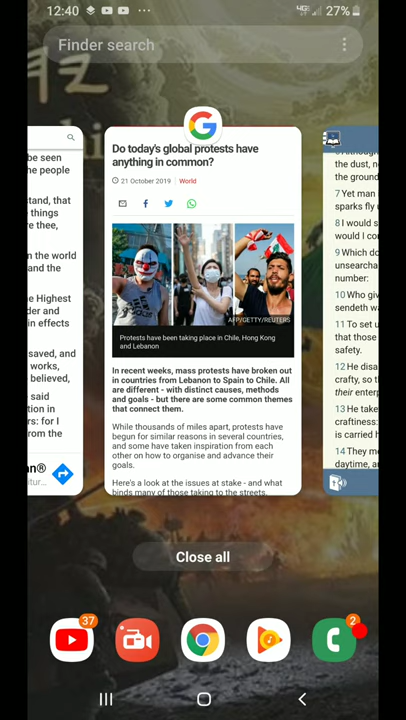 12:40
27%
Finder search
be seen
he people
stand, that
things
re thee,
n the world
and the
e Highest
der and
in effects
saved, and
works,
believed,
said
tion in
rs: for I
rom the
an®
Do today's global protests have
anything in common?
21 October 2019 World
AFP/GETTY/REUTERS
Protests have been taking place in Chile, Hong Kong
and Lebanon
In recent weeks, mass protests have broken out
in countries from Lebanon to Spain to Chile. All
are different - with distinct causes, methods
and goals - but there are some common themes
that connect them.
While thousands of miles apart, protests have
begun for similar reasons in several countries,
and some have taken inspiration from each
other on how to organise and advance their
goals.
Here's a look at the issues at stake - and what
binds many of those taking to the streets.
the dust, n
the ground
7 Yet man
sparks fly u
8 I would s
would I co
9 Which do
unsearcha
number:
10 Who giv
sendeth w
11 To set u
that those
safety.
12 He disa
crafty, so t
their enter
13 He take
craftiness:
is carried h
14 They m
daytime, a
Close all
37
2